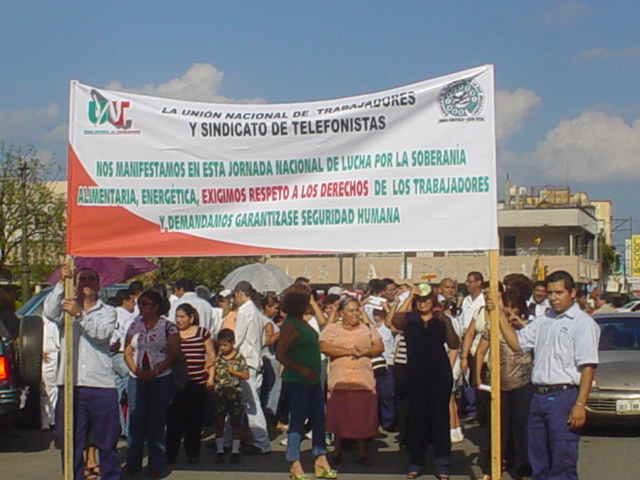 UNT
LA UNIÓN NACIONAL DE TRABAJADORES
Y SINDICATO DE TELEFONISTAS
NOS MANIFESTAMOS EN ESTA JORNADA NACIONAL DE LUCHA POR LA SOBERANÍA
ALIMENTARIA, ENERGÉTICA, EXIGIMOS RESPETO A LOS DERECHOS DE LOS TRABAJADORES
Y DEMANDAMOS GARANTIZASE SEGURIDAD HUMANA